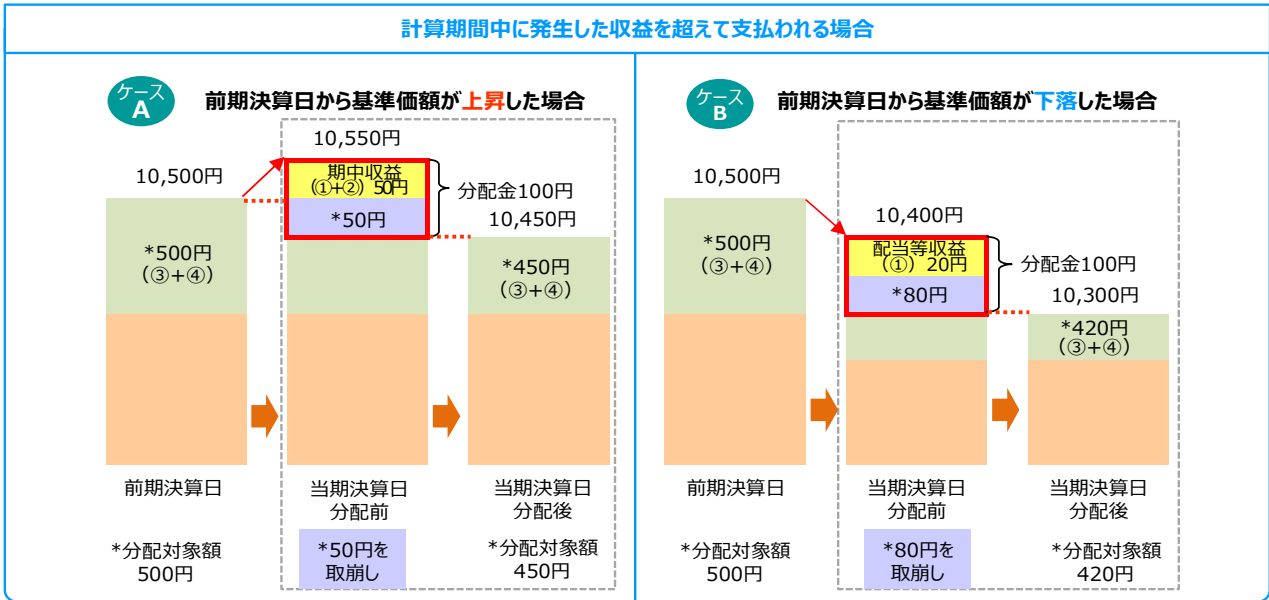 計算期間中に発生した収益を超えて支払われる場合
ケース
A
前期決算日から基準価額が上昇した場合
10,550円
10,500円
期中収益
(①+②) 50円
*50円
分配金100円
10,450円
*500円
(③+④)
*450円
(③+④)
前期決算日
当期決算日
分配前
当期決算日
分配後
*分配対象額
500円
*50円を
取崩し
*分配対象額
450円
ケース
B
前期決算日から基準価額が下落した場合
10,500円
10,400円
*500円
(③+④)
配当等収益
(①) 20円
*80円
分配金100円
10,300円
*420円
(③+④)
前期決算日
当期決算日
分配前
当期決算日
分配後
*分配対象額
500円
*80円を
取崩し
*分配対象額
420円